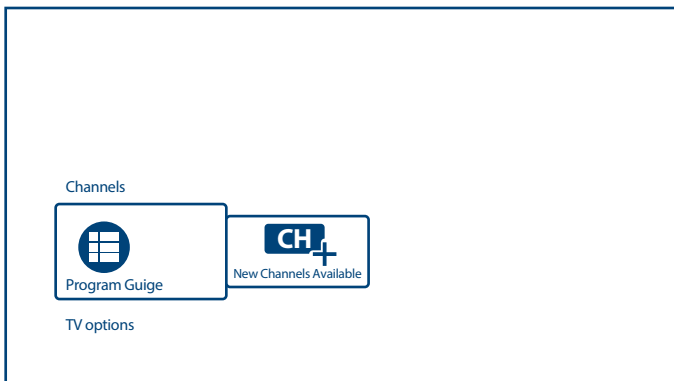 Channels
CH
Program Guige
New Channels Available
TV options